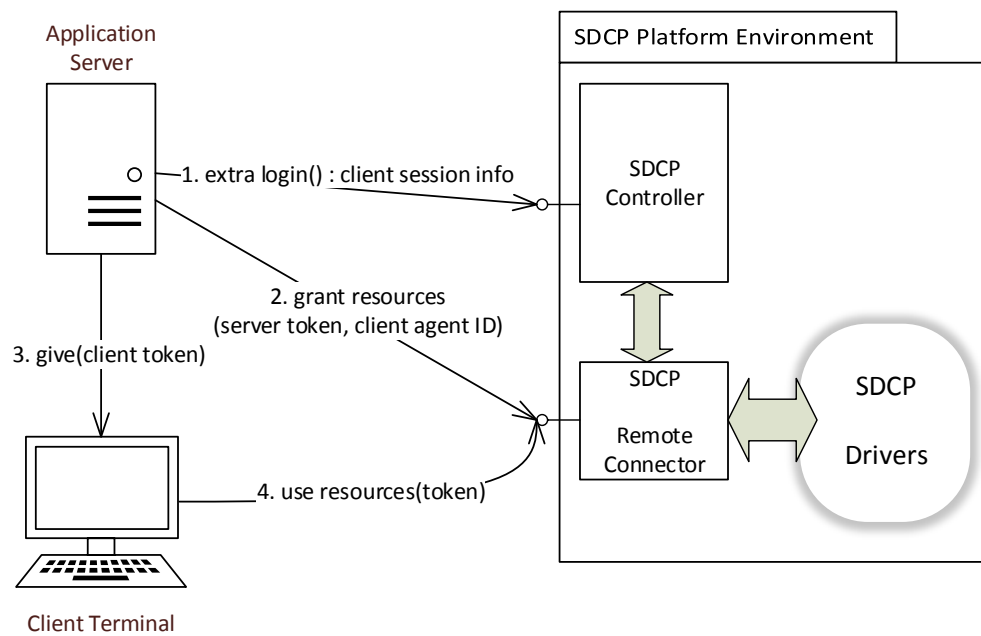 Application
Server
SDCP Platform Environment
SDCP
Controller
1. extra login() : client session info
2. grant resources
(server token, client agent ID)
3. give(client token)
SDCP
Remote
Connector
SDCP
Drivers
4. use resources(token)
Client Terminal